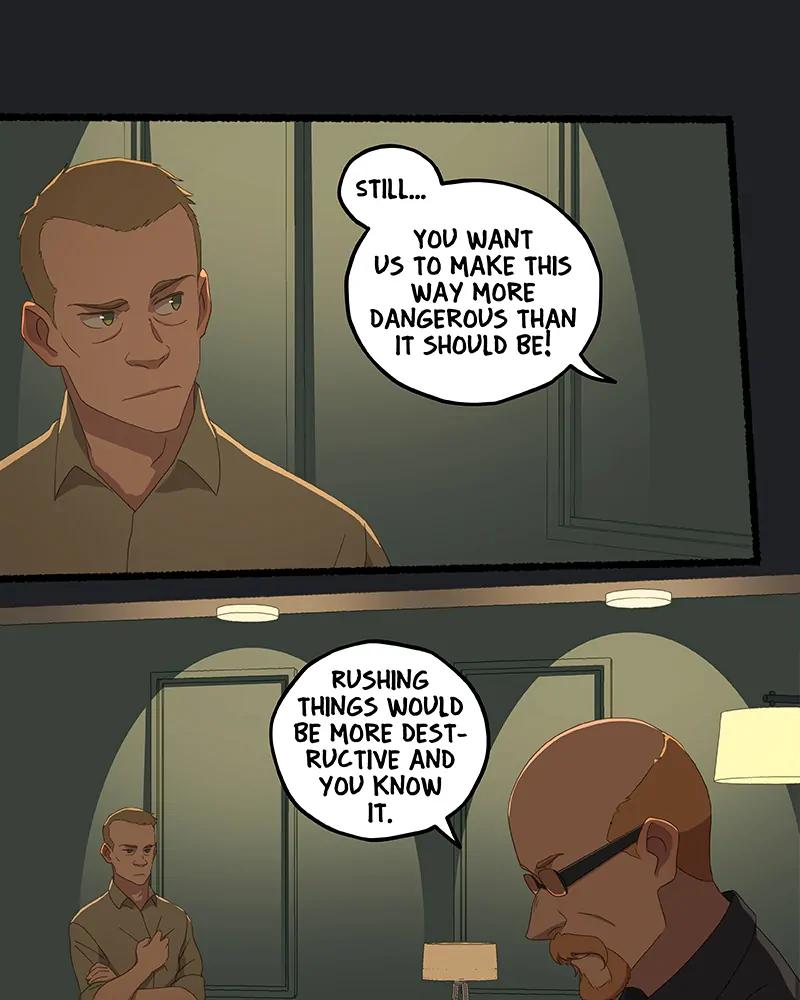 STILL...
YOU WANT
US TO MAKE THIS
WAY MORE
DANGEROUS THAN
IT SHOULD BE!
RUSHING
THINGS WOULD
BE MORE DEST-
RUCTIVE AND
YOU KNOW
IT.